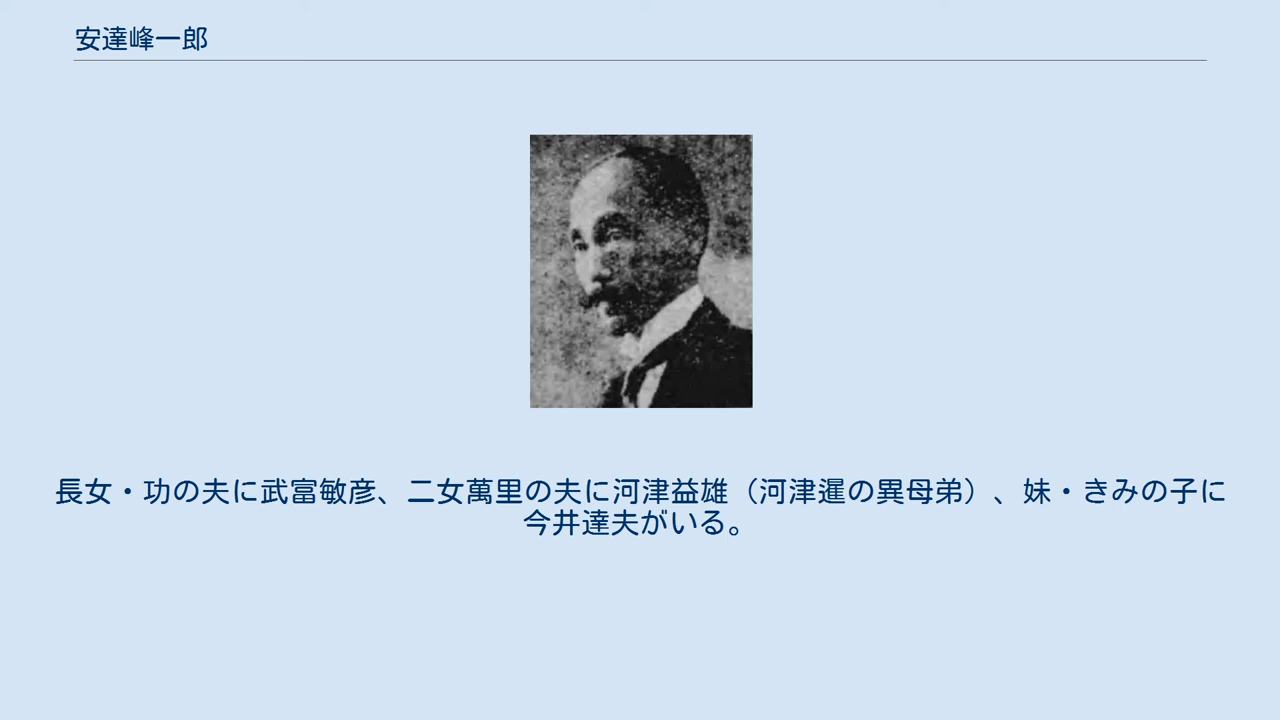 安達峰一郎
長女・功の夫に武富敏彦、二女萬里の夫に河津益雄（河津暹の異母弟）、妹・きみの子に
今井達夫がいる。